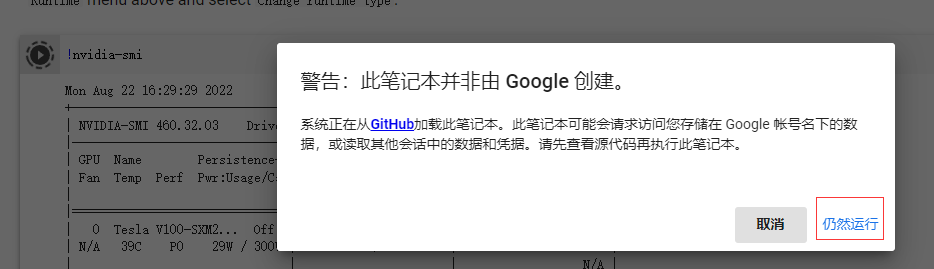 Runtime menu above and select Change runtime type.
!nvidia-smi
Mon Aug 22 16:29:29 2022
NVIDIA-SMI 460.32.03 Drive
GPU Name Persistence-
Fan Temp Perf Pwr:Usage/C
0 Tesla V100-SXM2... Off
N/A 39C P0 29W / 300
N/A
警告：此笔记本并非由 Google 创建。
系统正在从GitHub加载此笔记本。此笔记本可能会请求访问您存储在 Google 帐号名下的数
据，或读取其他会话中的数据和凭据。请先查看源代码再执行此笔记本。
取消
仍然运行